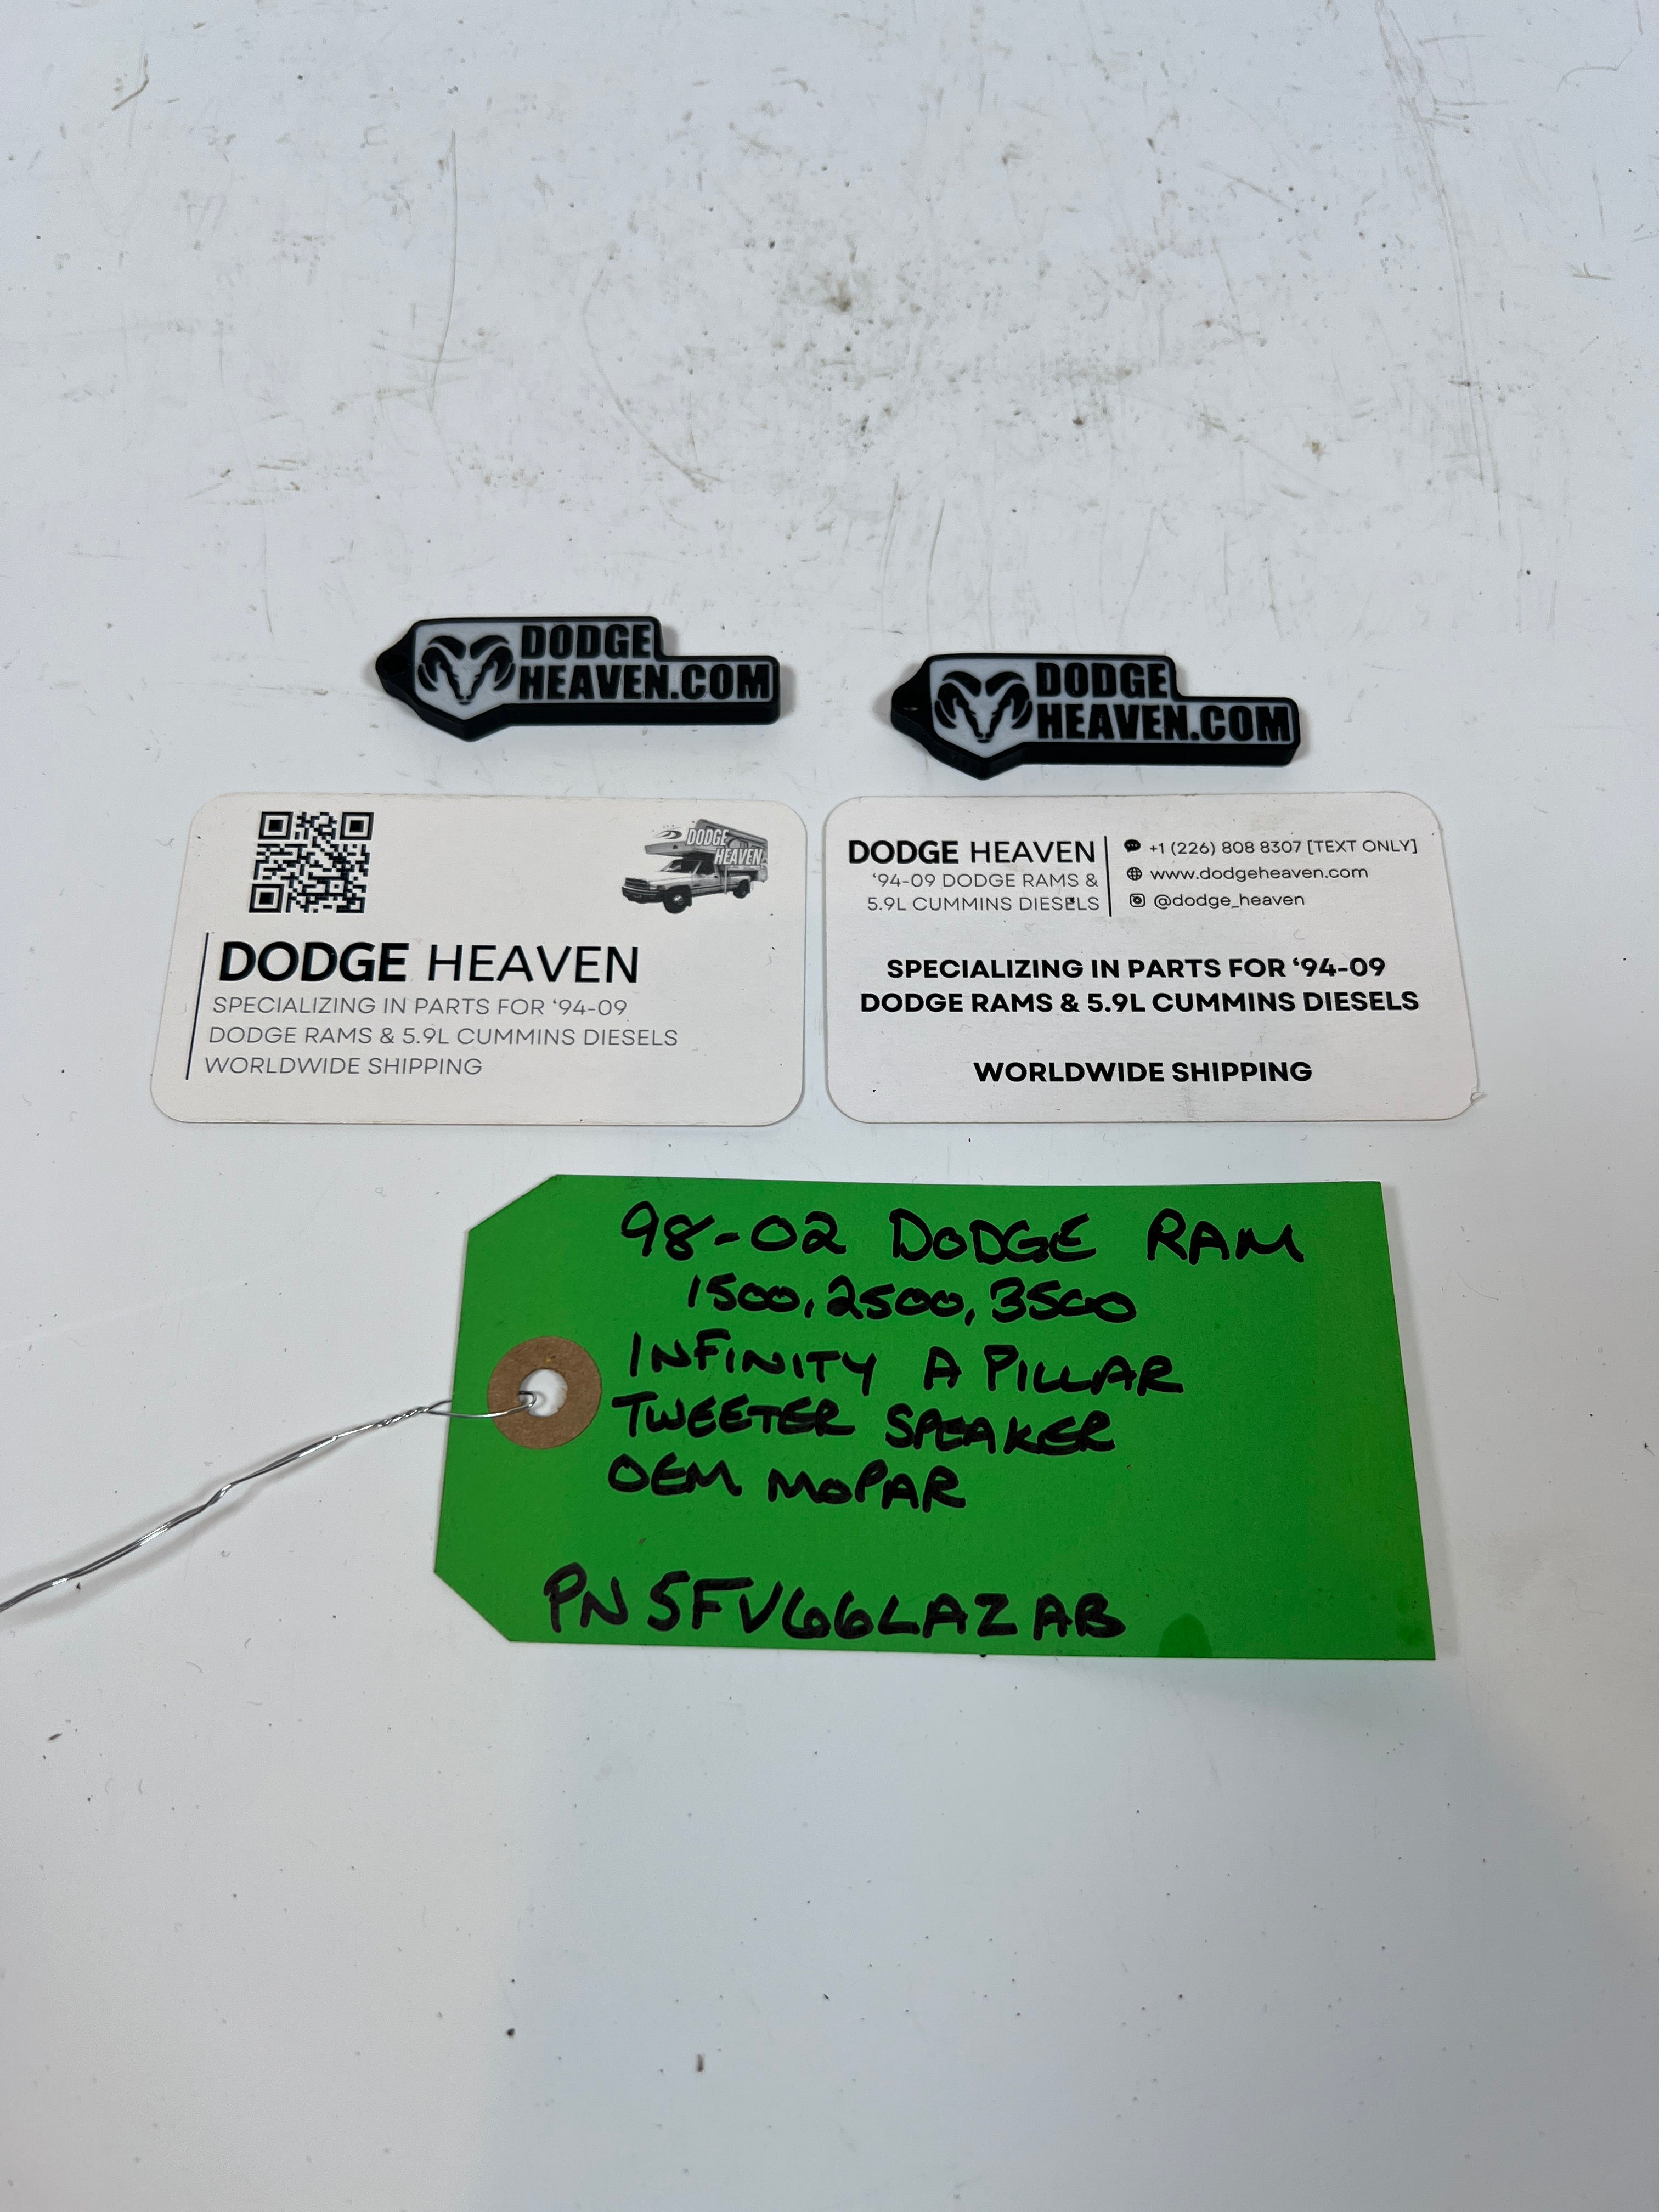 DODGE
HEAVEN.COM
DODGE
HEAVEN.COM
DODGE
HEAVEN
DODGE HEAVEN
SPECIALIZING IN PARTS FOR ‘94-09
DODGE RAMS & 5.9L CUMMINS DIESELS
WORLDWIDE SHIPPING
DODGE HEAVEN
‘94-09 DODGE RAMS &
5.9L CUMMINS DIESELS
+1 (226) 808 8307 [TEXT ONLY]
www.dodgeheaven.com
@dodge_heaven
SPECIALIZING IN PARTS FOR ‘94-09
DODGE RAMS & 5.9L CUMMINS DIESELS
WORLDWIDE SHIPPING
98-02 DODGE RAM
1500, 2500, 3500
INFINITY A PILLAR
TWEETER SPEAKER
OEM MOPAR
PN 5FV66LAZAB